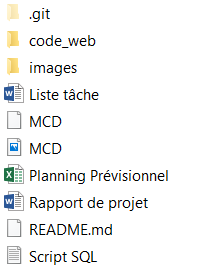 .git
code_web
images
Liste tâche
MCD
MCD
Planning Prévisionnel
Rapport de projet
README.md
Script SQL